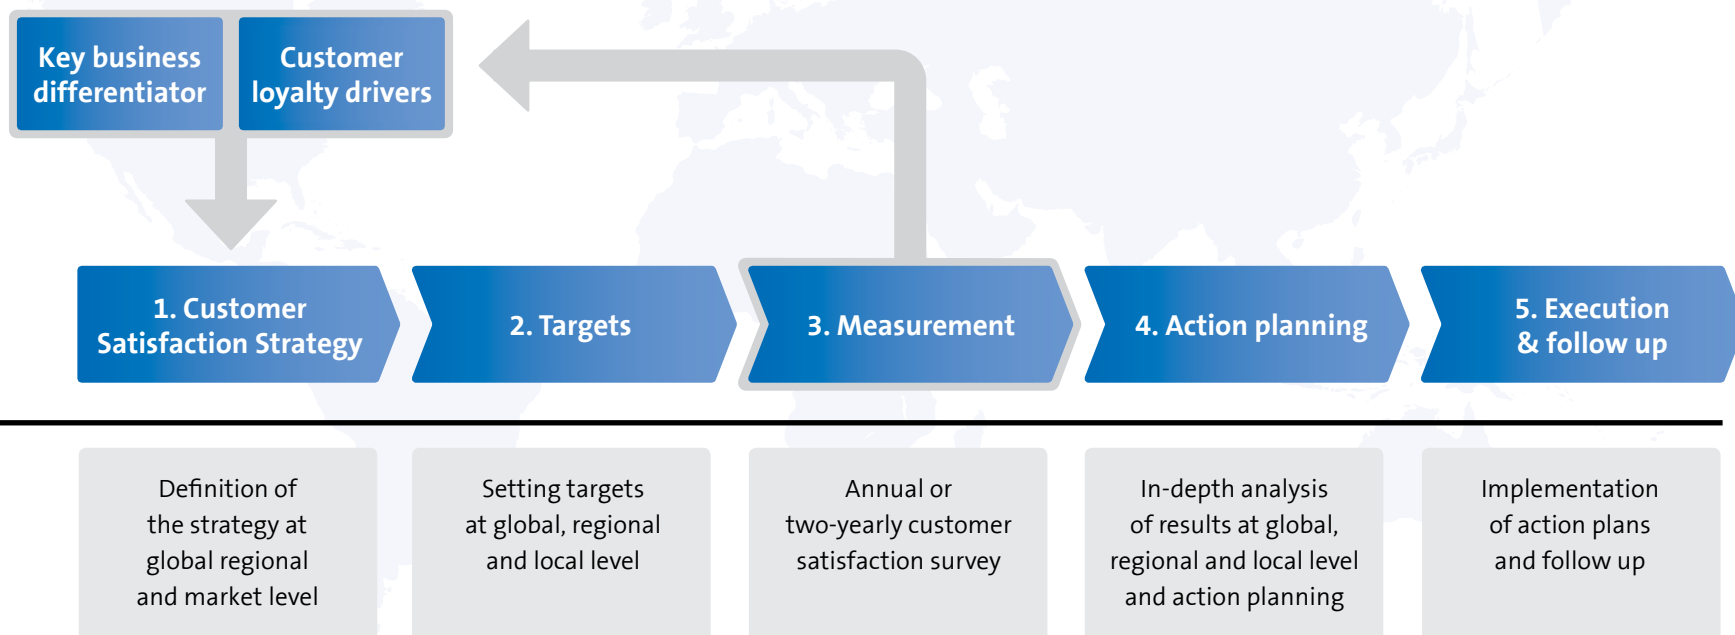 Key business
differentiator
Customer
loyalty drivers
1. Customer
Satisfaction Strategy
2. Targets
3. Measurement
4. Action planning
5. Execution
& follow up
Definition of
the strategy at
global regional
and market level
Setting targets
at global, regional
and local level
Annual or
two-yearly customer
satisfaction survey
In-depth analysis
of results at global,
regional and local level
and action planning
Implementation
of action plans
and follow up